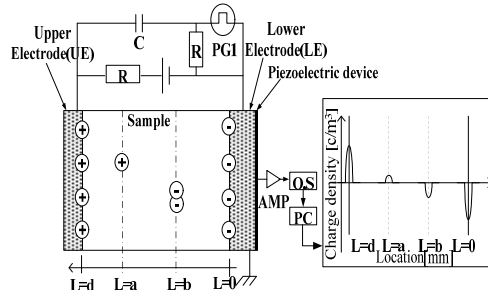 Upper
Electrode(UE)
C
R
PG1
R
Lower
Electrode(LE)
Piezoelectric device
Sample
+
+
+
+
+
-
-
-
-
-
-
AMP
O.S
PC
L=d
L=a
L=b
L=0
Charge density [c/m³]
L=d
L=a
L=b
L=0
Location[mm]